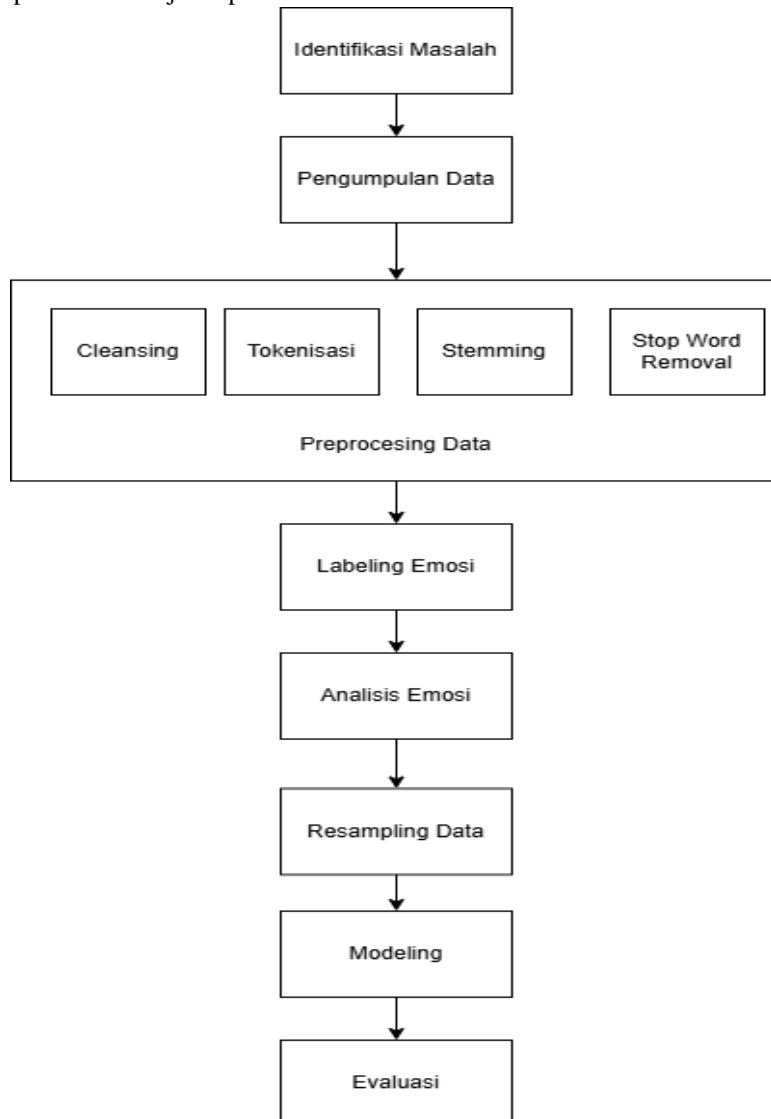 Identifikasi Masalah
Pengumpulan Data
Cleansing
Tokenisasi
Stemming
Stop Word
Removal
Preprocesing Data
Labeling Emosi
Analisis Emosi
Resampling Data
Modeling
Evaluasi